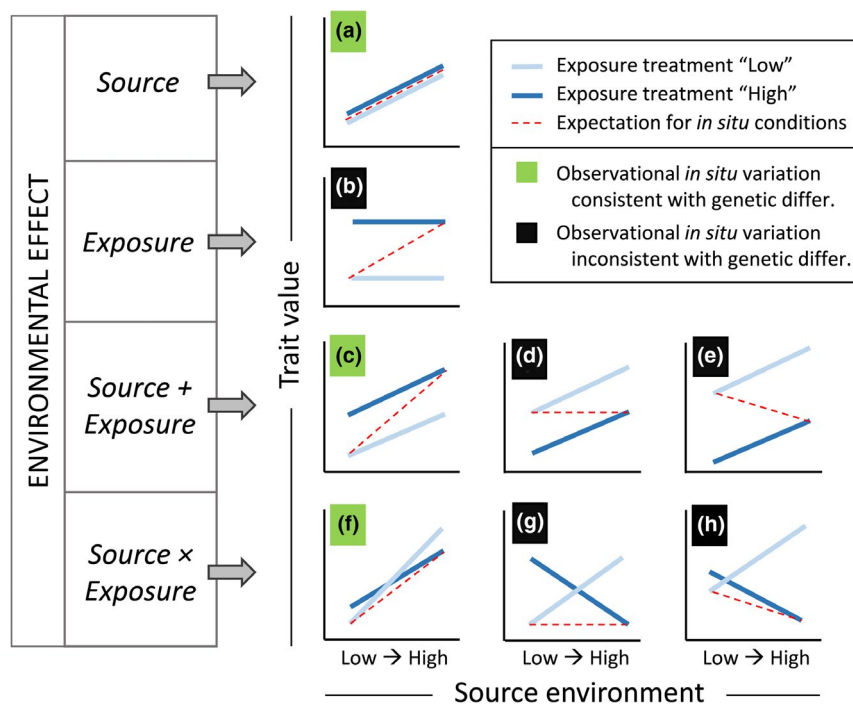 ENVIRONMENTAL EFFECT
Source
Exposure
Source +
Exposure
Source ×
Exposure
Trait value
(a)
(b)
(c)
(d)
(e)
(f)
(g)
(h)
Exposure treatment “Low”
Exposure treatment “High”
Expectation for in situ conditions
Observational in situ variation
consistent with genetic differ.
Observational in situ variation
inconsistent with genetic differ.
Low → High
Low → High
Low → High
Source environment